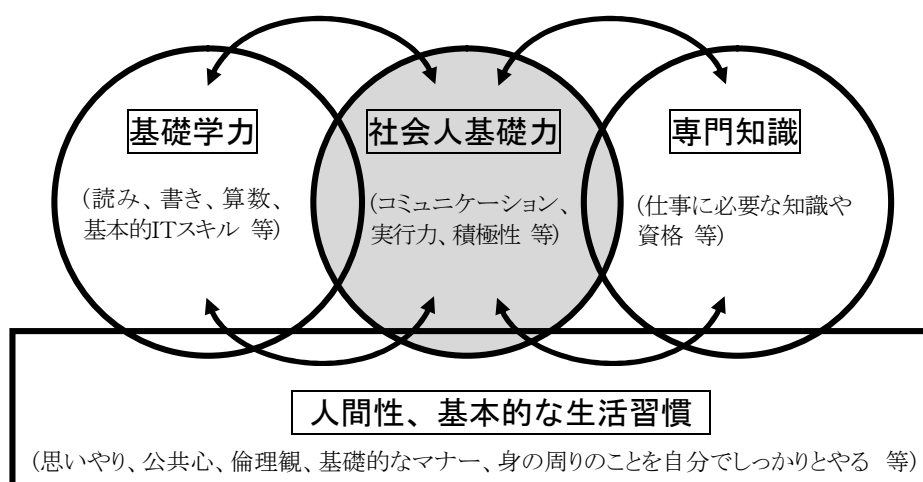 基礎学力
(読み、書き、算数、
基本的ITスキル 等)
社会人基礎力
(コミュニケーション、
実行力、積極性 等)
専門知識
(仕事に必要な知識や
資格 等)
人間性、基本的な生活習慣
(思いやり、公共心、倫理観、基礎的なマナー、身の周りのことを自分でしっかりとやる 等)